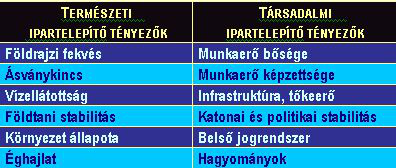 TERMÉSZETI IPARTELEPÍTŐ TÉNYEZŐK
TÁRSADALMI IPARTELEPÍTŐ TÉNYEZŐK
Földrajzi fekvés Munkaerő bősége
Ásványkincs Munkaerő képzettsége
Vízellátottság Infrastruktúra, tőkeerő
Földtani stabilitás Katonai és politikai stabilitás
Környezet állapota Belső jogrendszer
Éghajlat Hagyományok